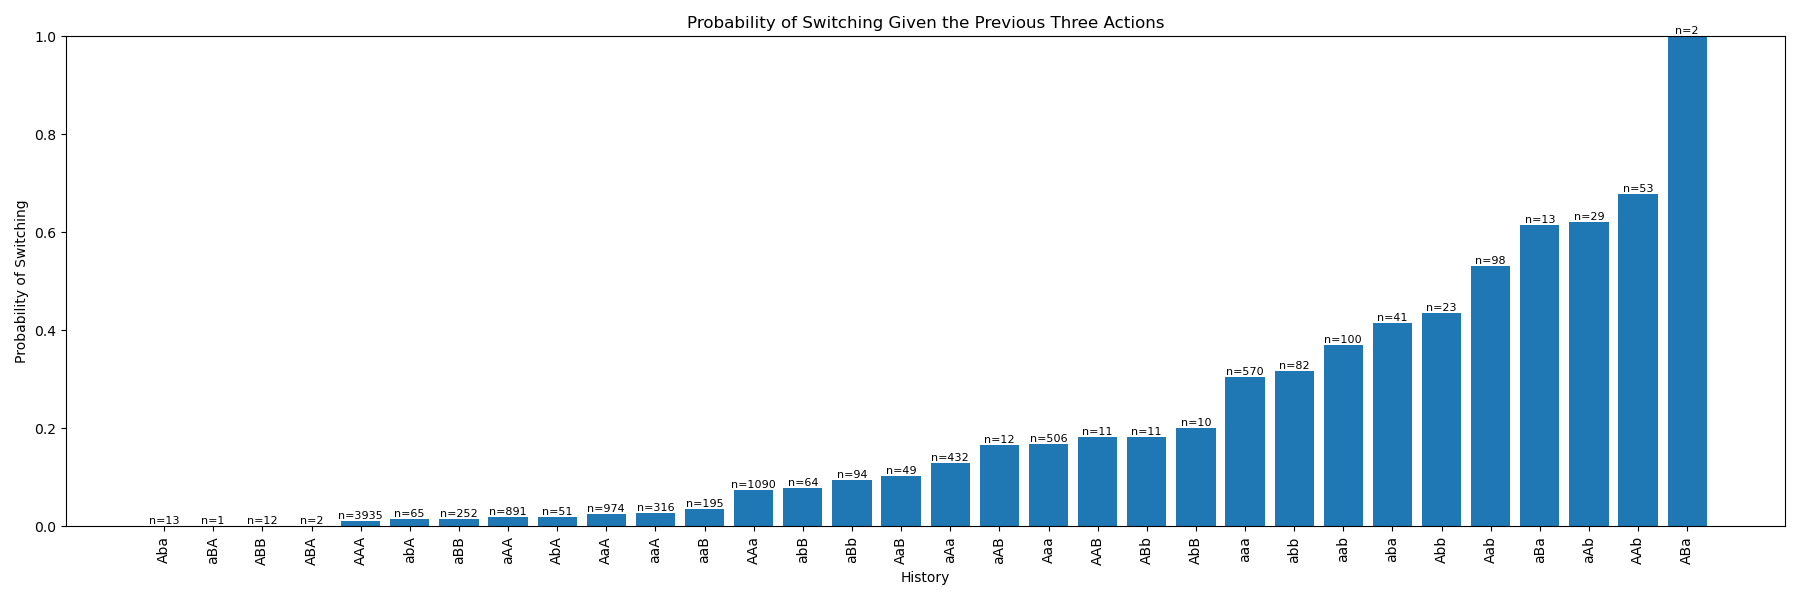 Probability of Switching Given the Previous Three Actions
Probability of Switching
1.0
0.8
0.6
0.4
0.2
0.0
n=13
n=1
n=12
n=2
n=3935
n=65
n=252
n=891
n=51
n=974
n=316
n=195
n=1090
n=64
n=94
n=49
n=432
n=12
n=506
n=11
n=11
n=10
n=570
n=82
n=100
n=41
n=23
n=98
n=13
n=29
n=53
n=2
Aba
aBA
ABB
ABA
AAA
abA
aBB
aAA
AbA
AaA
aaA
aaB
AAa
abB
aBb
AaB
aAa
aAB
Aaa
AAB
ABb
AbB
aaa
abb
aab
aba
Abb
Aab
aBa
aAb
AAb
ABa
History